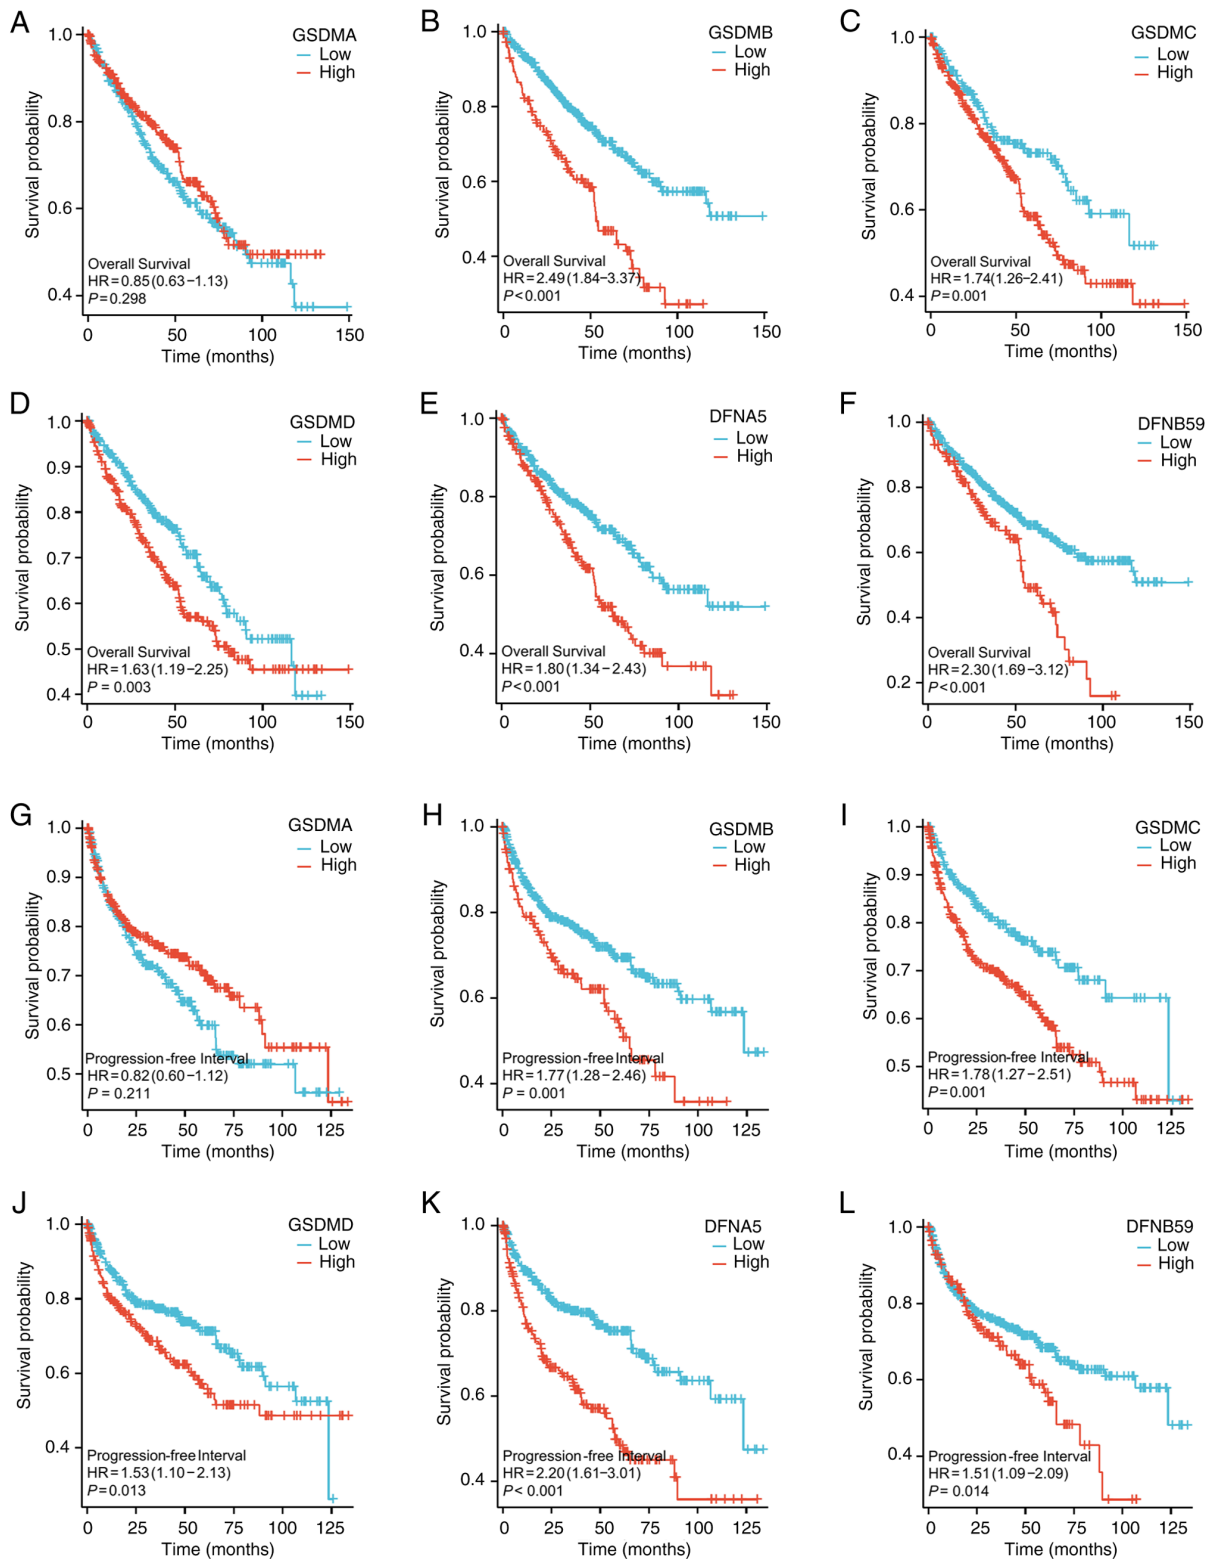 A
GSDMA
Low
High
1.0
0.8
0.6
0.4
Survival probability
Overall Survival
HR=0.85(0.63–1.13)
P=0.298
0 50 100 150
Time (months)
B
GSDMB
Low
High
1.0
0.8
0.6
0.4
Survival probability
Overall Survival
HR=2.49(1.84–3.37)
P<0.001
0 50 100 150
Time (months)
C
GSDMC
Low
High
1.0
0.8
0.6
0.4
Survival probability
Overall Survival
HR=1.74(1.26–2.41)
P=0.001
0 50 100 150
Time (months)
D
GSDMD
Low
High
1.0
0.9
0.8
0.7
0.6
0.5
0.4
Survival probability
Overall Survival
HR=1.63(1.19–2.25)
P = 0.003
0 50 100 150
Time (months)
E
DFNA5
Low
High
1.0
0.8
0.6
0.4
Survival probability
Overall Survival
HR=1.80(1.34–2.43)
P<0.001
0 50 100 150
Time (months)
F
DFNB59
Low
High
1.0
0.8
0.6
0.4
0.2
Survival probability
Overall Survival
HR=2.30(1.69–3.12)
P<0.001
0 50 100 150
Time (months)
G
GSDMA
Low
High
1.0
0.9
0.8
0.7
0.6
0.5
Survival probability
Progression-free Interval
HR=0.82(0.60–1.12)
P = 0.211
0 25 50 75 100 125
Time (months)
H
GSDMB
Low
High
1.0
0.8
0.6
0.4
Survival probability
Progression-free Interval
HR=1.77(1.28–2.46)
P = 0.001
0 25 50 75 100 125
Time (months)
I
GSDMC
Low
High
1.0
0.9
0.8
0.7
0.6
0.5
Survival probability
Progression-free Interval
HR=1.78(1.27–2.51)
P=0.001
0 25 50 75 100 125
Time (months)
J
GSDMD
Low
High
1.0
0.8
0.6
0.4
Survival probability
Progression-free Interval
HR=1.53(1.10–2.13)
P=0.013
0 25 50 75 100 125
Time (months)
K
DFNA5
Low
High
1.0
0.8
0.6
0.4
Survival probability
Progression-free Interval
HR=2.20(1.61–3.01)
P< 0.001
0 25 50 75 100 125
Time (months)
L
DFNB59
Low
High
1.0
0.8
0.6
0.4
Survival probability
Progression-free Interval
HR=1.51(1.09–2.09)
P= 0.014
0 25 50 75 100 125
Time (months)